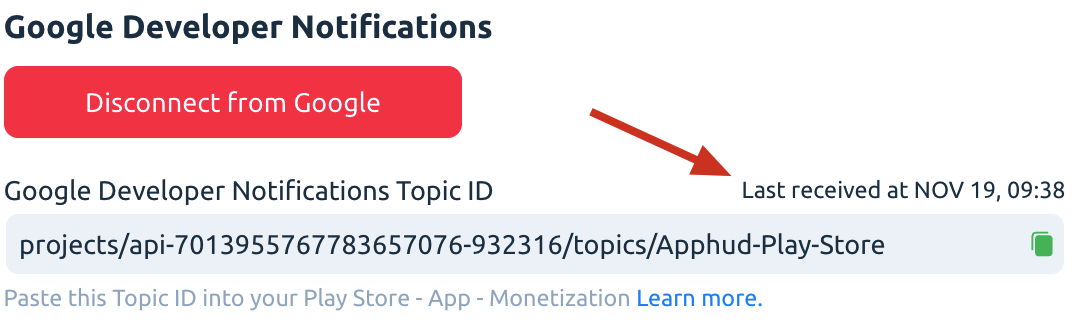 Google Developer Notifications
Disconnect from Google
Google Developer Notifications Topic ID
Last received at NOV 19, 09:38
projects/api-7013955767783657076-932316/topics/Apphud-Play-Store
Paste this Topic ID into your Play Store - App - Monetization Learn more.